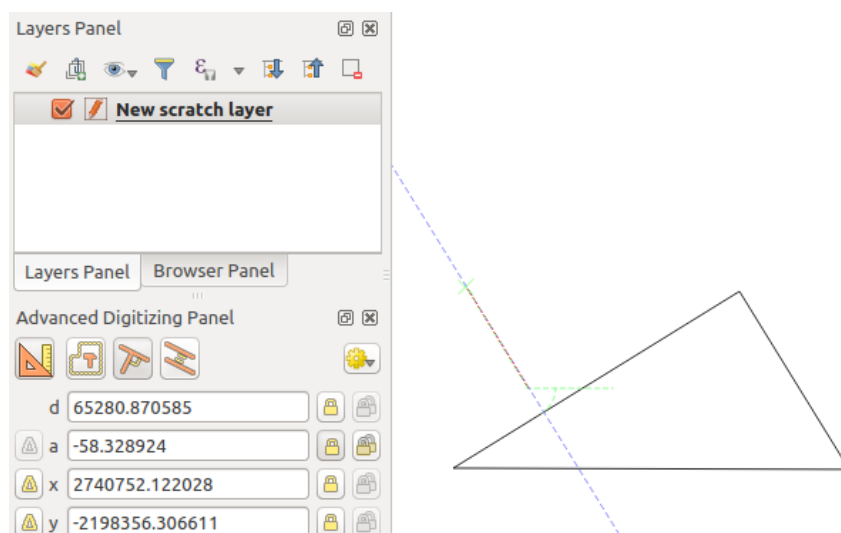 Layers Panel
New scratch layer
Layers Panel Browser Panel
Advanced Digitizing Panel
d 65280.870585
a -58.328924
x 2740752.122028
y -2198356.306611